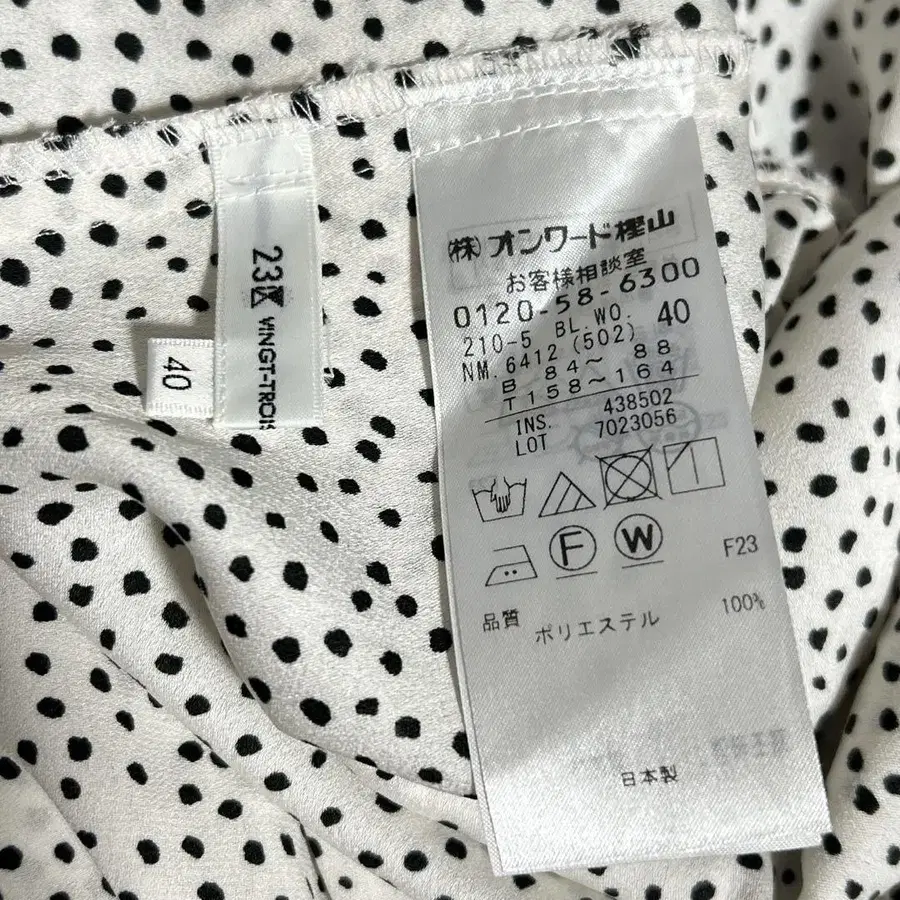 23区 VINGT-TROIS
40
(株)オンワード樫山
お客様相談室
0120-58-6300
210-5 BL.WO. 40
NM.6412(502)
B 84〜 88
T158〜164
INS. 438502
LOT 7023056
F
W
F23
品質 ポリエステル 100%
日本製